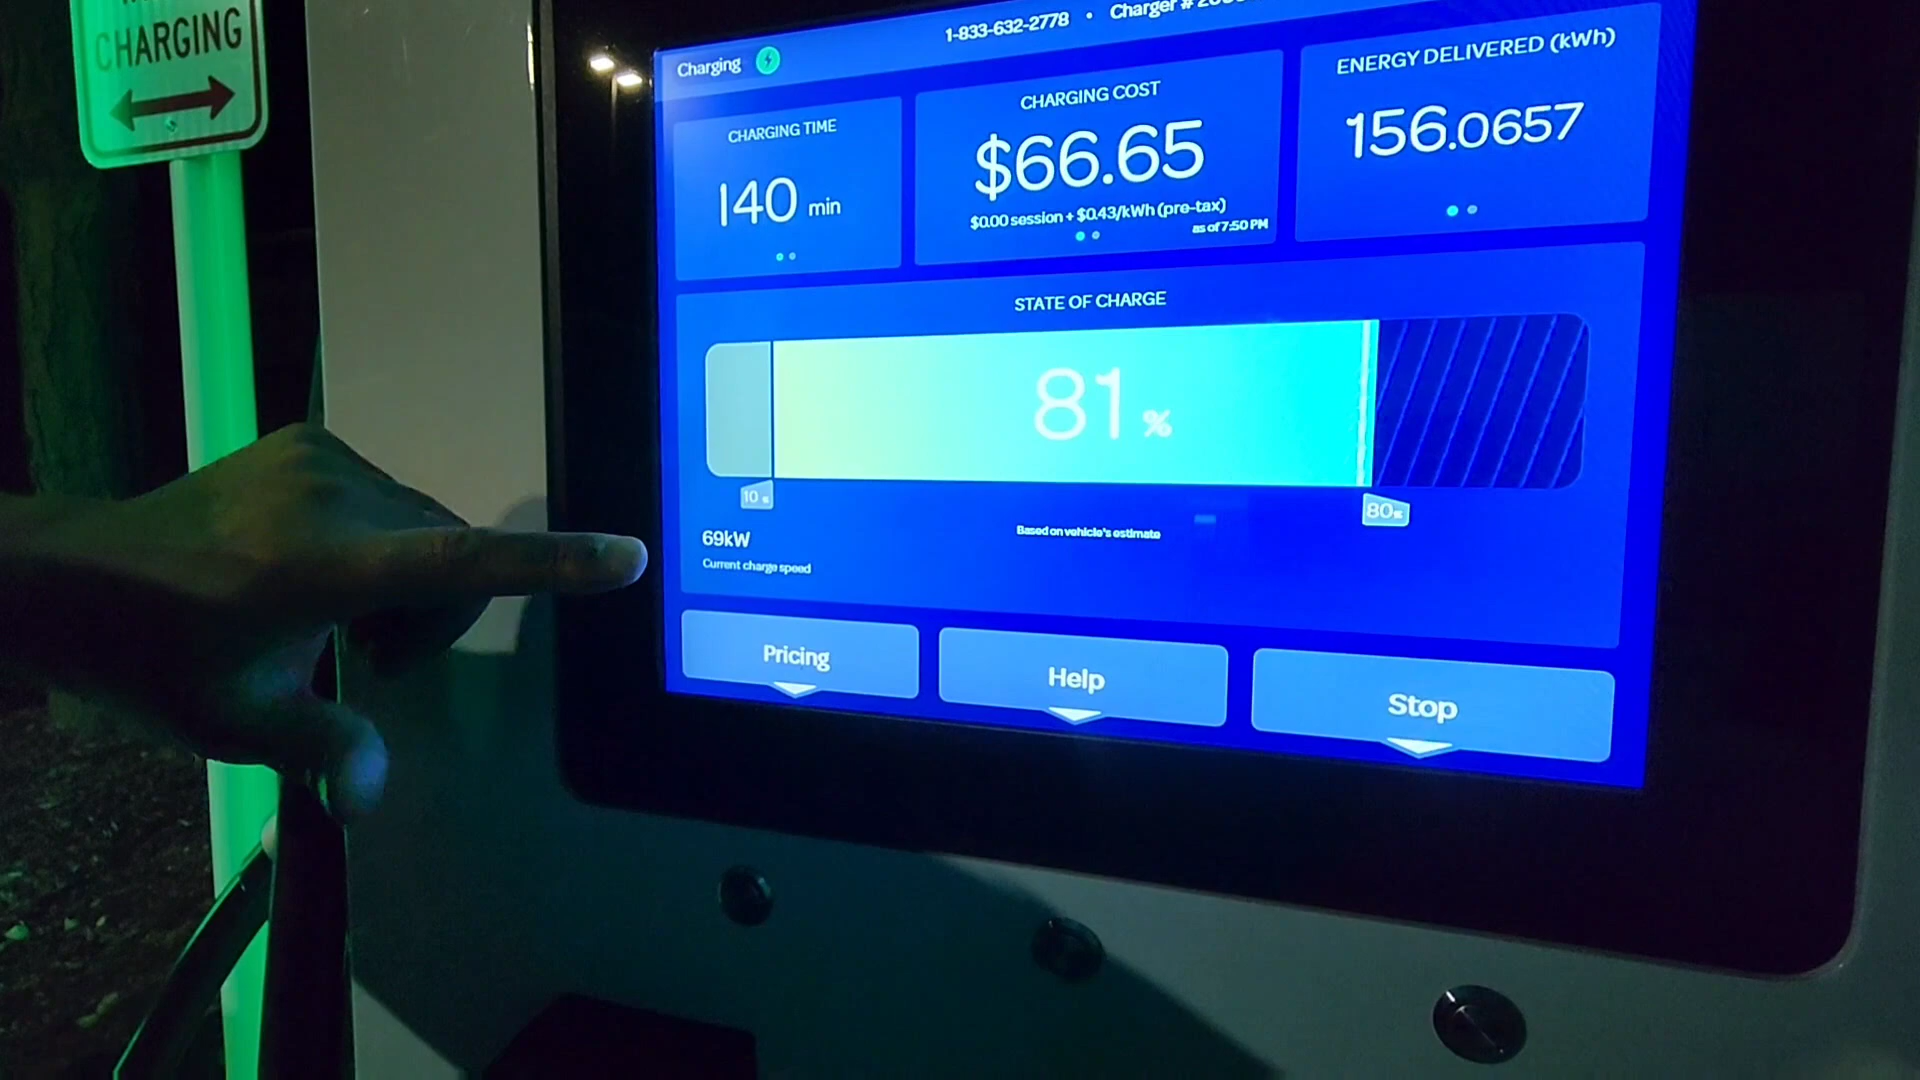 CHARGING
1-833-632-2778 • Charger #
Charging
CHARGING TIME
140 min
CHARGING COST
$66.65
$0.00 session + $0.43/kWh (pre-tax)
as of 7:50 PM
ENERGY DELIVERED (kWh)
156.0657
STATE OF CHARGE
81 %
10 %
80%
69kW
Current charge speed
Based on vehicle's estimate
Pricing
Help
Stop